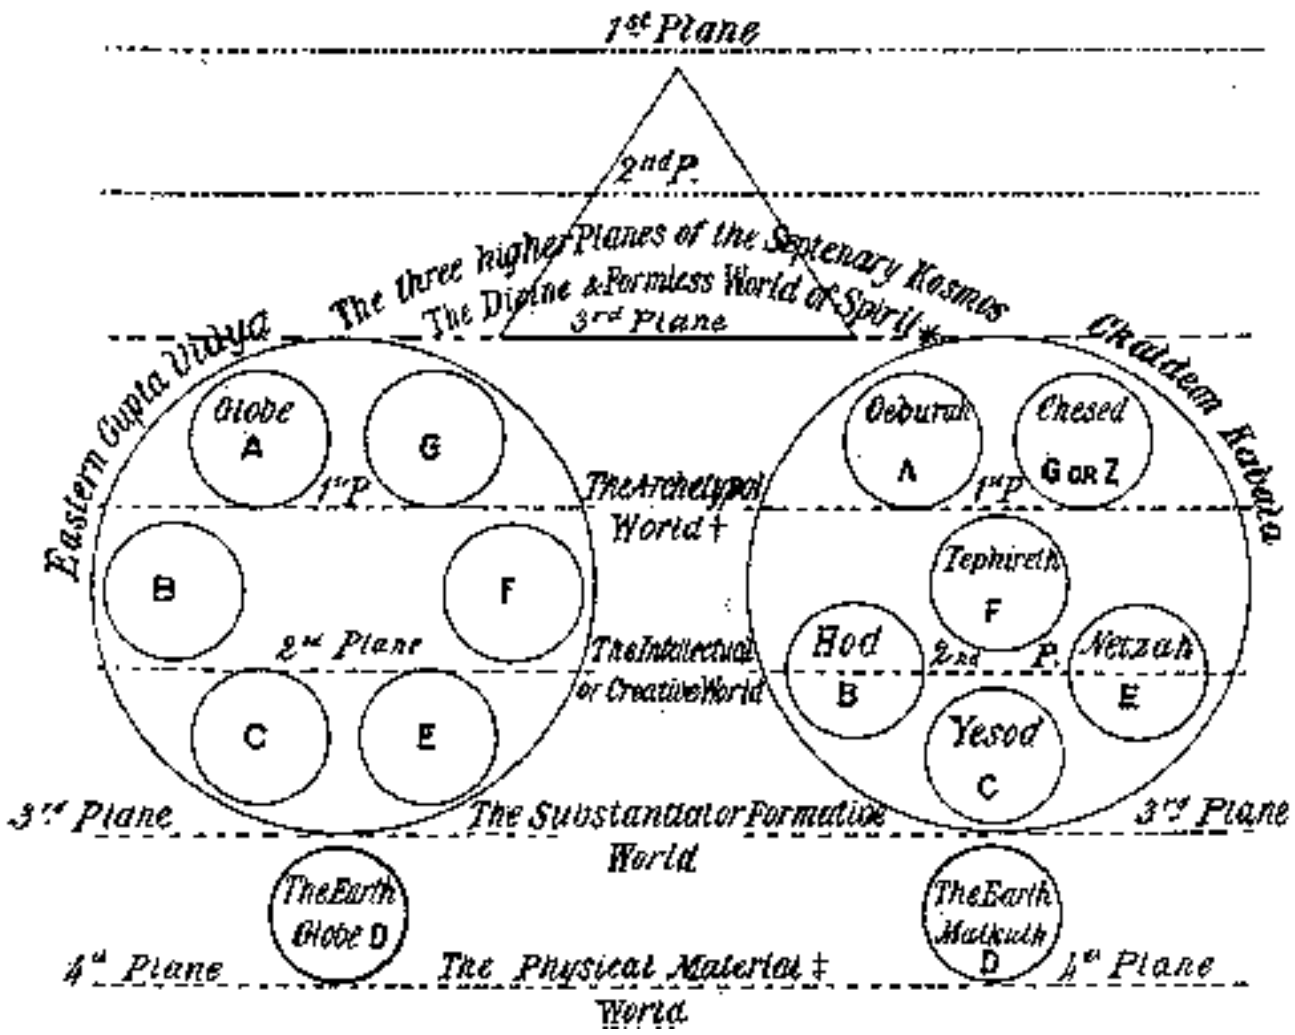 1st Plane
2nd P.
The three higher Planes of the Septenary Kosmos
The Divine & Formless World of Spirit *
3rd Plane
Eastern Gupta Vidya
Chaldean Kabala
Globe
A
G
1st P.
The Archetypal
World †
Geburah
A
Chesed
G OR Z
1st P.
B
F
2nd Plane
The Intellectual
or Creative World
Tephireth
F
Hod
B
2nd P.
Netzah
E
C
E
Yesod
C
3rd Plane
The Substantial or Formative
World
3rd Plane
The Earth
Globe D
The Earth
Malkuth
D
4th Plane
The Physical Material ‡
World
4th Plane